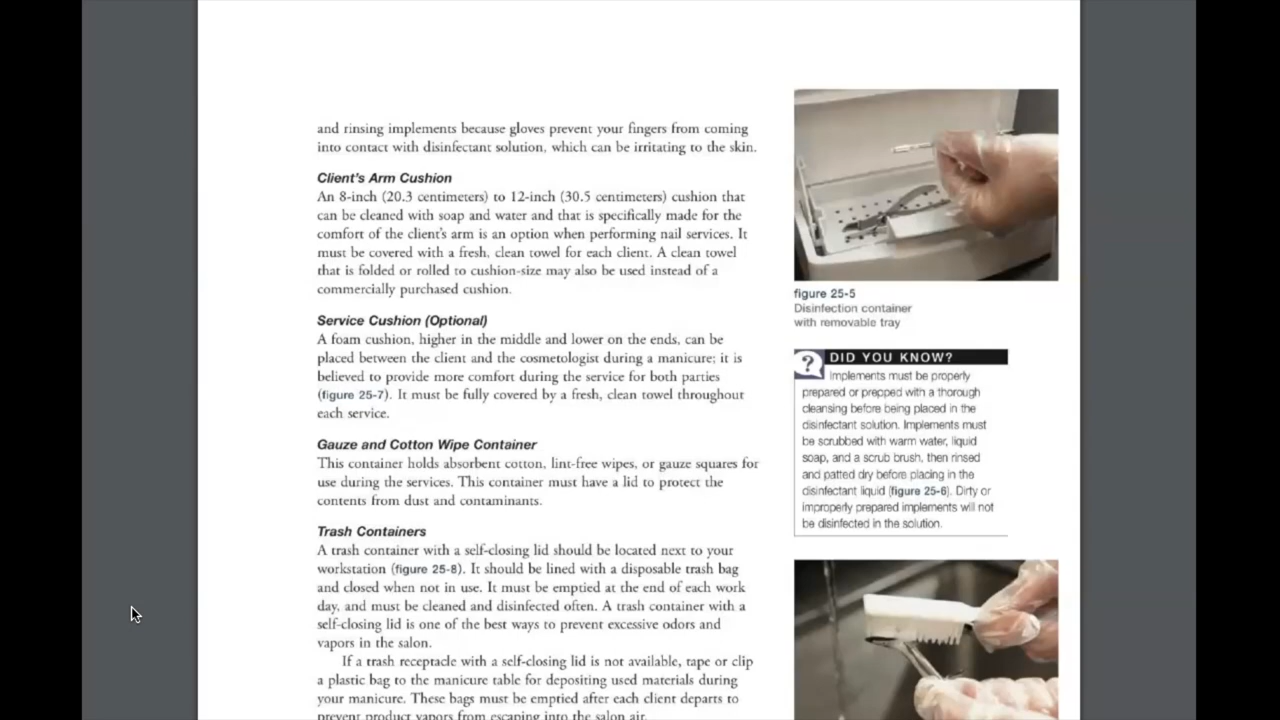 and rinsing implements because gloves prevent your fingers from coming
into contact with disinfectant solution, which can be irritating to the skin.
Client's Arm Cushion
An 8-inch (20.3 centimeters) to 12-inch (30.5 centimeters) cushion that
can be cleaned with soap and water and that is specifically made for the
comfort of the client's arm is an option when performing nail services. It
must be covered with a fresh, clean towel for each client. A clean towel
that is folded or rolled to cushion-size may also be used instead of a
commercially purchased cushion.
Service Cushion (Optional)
A foam cushion, higher in the middle and lower on the ends, can be
placed between the client and the cosmetologist during a manicure; it is
believed to provide more comfort during the service for both parties
(figure 25-7). It must be fully covered by a fresh, clean towel throughout
each service.
Gauze and Cotton Wipe Container
This container holds absorbent cotton, lint-free wipes, or gauze squares for
use during the services. This container must have a lid to protect the
contents from dust and contaminants.
Trash Containers
A trash container with a self-closing lid should be located next to your
workstation (figure 25-8). It should be lined with a disposable trash bag
and closed when not in use. It must be emptied at the end of each work
day, and must be cleaned and disinfected often. A trash container with a
self-closing lid is one of the best ways to prevent excessive odors and
vapors in the salon.
If a trash receptacle with a self-closing lid is not available, tape or clip
a plastic bag to the manicure table for depositing used materials during
your manicure. These bags must be emptied after each client departs to
prevent product vapors from escaping into the salon air.
figure 25-5
Disinfection container
with removable tray
? DID YOU KNOW?
Implements must be properly
prepared or prepped with a thorough
cleansing before being placed in the
disinfectant solution. Implements must
be scrubbed with warm water, liquid
soap, and a scrub brush, then rinsed
and patted dry before placing in the
disinfectant liquid (figure 25-6). Dirty or
improperly prepared implements will not
be disinfected in the solution.